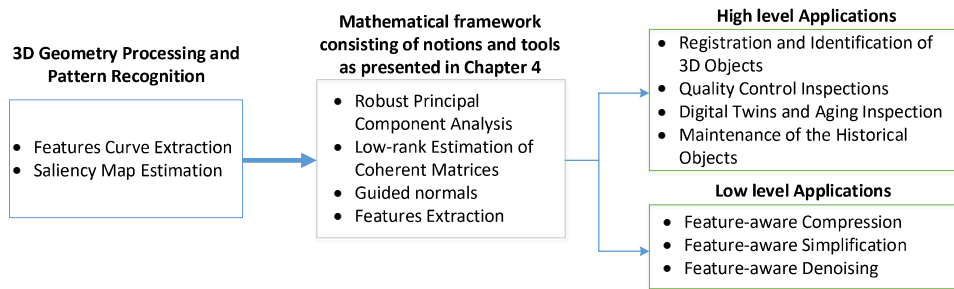 3D Geometry Processing and
Pattern Recognition
• Features Curve Extraction
• Saliency Map Estimation
Mathematical framework
consisting of notions and tools
as presented in Chapter 4
• Robust Principal
Component Analysis
• Low-rank Estimation of
Coherent Matrices
• Guided normals
• Features Extraction
High level Applications
• Registration and Identification of
3D Objects
• Quality Control Inspections
• Digital Twins and Aging Inspection
• Maintenance of the Historical
Objects
Low level Applications
• Feature-aware Compression
• Feature-aware Simplification
• Feature-aware Denoising